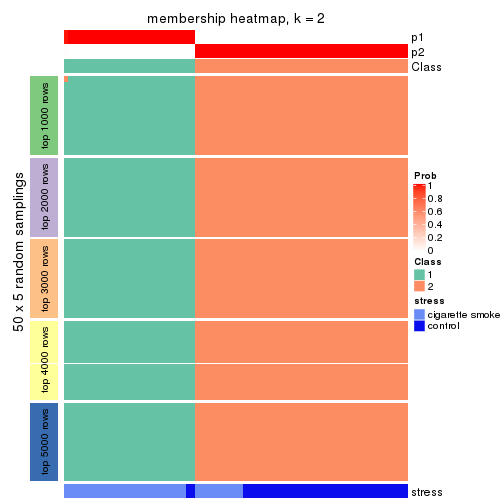 membership heatmap, k = 2
p1
p2
Class
50 x 5 random samplings
top 1000 rows
top 2000 rows
top 3000 rows
top 4000 rows
top 5000 rows
stress
Prob
1
0.8
0.6
0.4
0.2
0
Class
1
2
stress
cigarette smoke
control